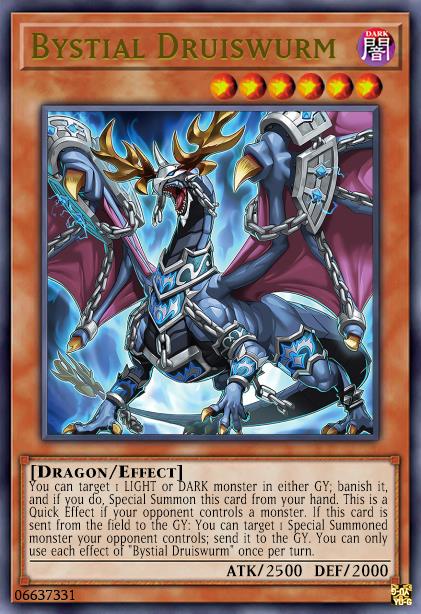 BYSTIAL DRUISWURM
DARK
闇
[DRAGON/EFFECT]
You can target 1 LIGHT or DARK monster in either GY; banish it,
and if you do, Special Summon this card from your hand. This is a
Quick Effect if your opponent controls a monster. If this card is
sent from the field to the GY: You can target 1 Special Summoned
monster your opponent controls; send it to the GY. You can only
use each effect of "Bystial Druiswurm" once per turn.
ATK/2500 DEF/2000
06637331